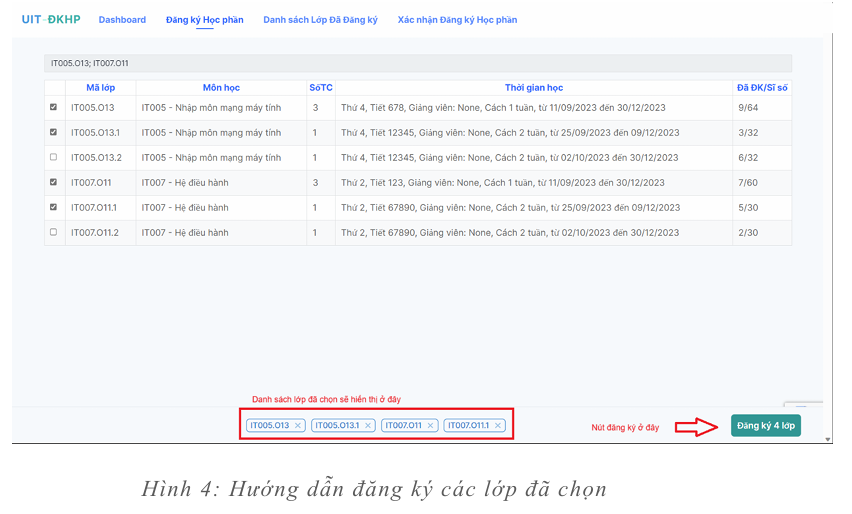 UIT-ĐKHP Dashboard Đăng ký Học phần Danh sách Lớp Đã Đăng ký Xác nhận Đăng ký Học phần
IT005.O13; IT007.O11
Mã lớp Môn học SốTC Thời gian học Đã ĐK/Sĩ số
IT005.O13 IT005 - Nhập môn mạng máy tính 3 Thứ 4, Tiết 678, Giảng viên: None, Cách 1 tuần, từ 11/09/2023 đến 30/12/2023 9/64
IT005.O13.1 IT005 - Nhập môn mạng máy tính 1 Thứ 4, Tiết 12345, Giảng viên: None, Cách 2 tuần, từ 25/09/2023 đến 09/12/2023 3/32
IT005.O13.2 IT005 - Nhập môn mạng máy tính 1 Thứ 4, Tiết 12345, Giảng viên: None, Cách 2 tuần, từ 02/10/2023 đến 30/12/2023 6/32
IT007.O11 IT007 - Hệ điều hành 3 Thứ 2, Tiết 123, Giảng viên: None, Cách 1 tuần, từ 11/09/2023 đến 30/12/2023 7/60
IT007.O11.1 IT007 - Hệ điều hành 1 Thứ 2, Tiết 67890, Giảng viên: None, Cách 2 tuần, từ 25/09/2023 đến 09/12/2023 5/30
IT007.O11.2 IT007 - Hệ điều hành 1 Thứ 2, Tiết 67890, Giảng viên: None, Cách 2 tuần, từ 02/10/2023 đến 30/12/2023 2/30
Danh sách lớp đã chọn sẽ hiển thị ở đây
IT005.O13 × IT005.O13.1 × IT007.O11 × IT007.O11.1 × Nút đăng ký ở đây Đăng ký 4 lớp
Hình 4: Hướng dẫn đăng ký các lớp đã chọn